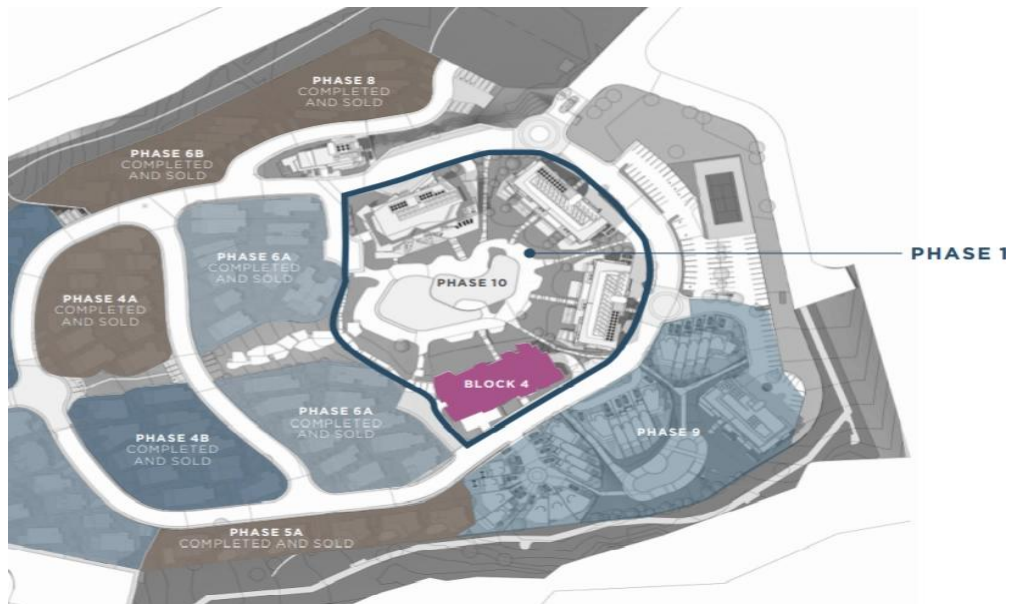 PHASE 8
COMPLETED
AND SOLD
PHASE 6B
COMPLETED
AND SOLD
PHASE 6A
COMPLETED
AND SOLD
PHASE 1
PHASE 10
PHASE 4A
COMPLETED
AND SOLD
BLOCK 4
PHASE 6A
COMPLETED
AND SOLD
PHASE 9
PHASE 4B
COMPLETED
AND SOLD
PHASE 5A
COMPLETED AND SOLD